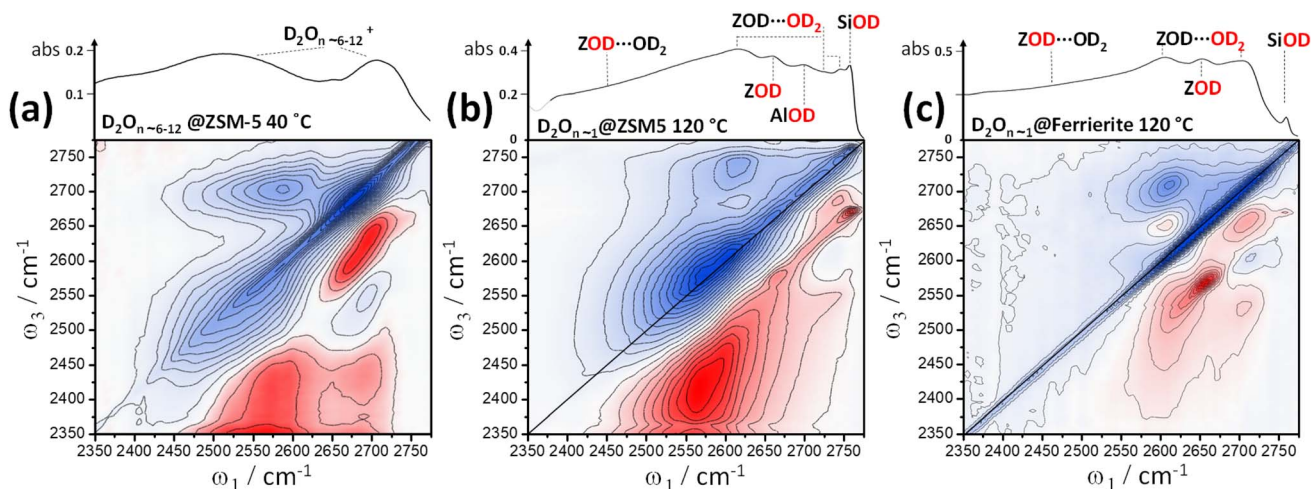 (a)
abs
0.2
0.1
D₂Oₙ ~6-12 ⁺
D₂Oₙ ~6-12 @ZSM-5 40 °C
2750
2700
2650
2600
2550
2500
2450
2400
2350
ω₃ / cm⁻¹
2350 2400 2450 2500 2550 2600 2650 2700 2750
ω₁ / cm⁻¹
(b)
abs
0.4
0.2
0
ZOD···OD₂
ZOD···OD₂
SiOD
ZOD
AlOD
D₂Oₙ ~1@ZSM5 120 °C
2750
2700
2650
2600
2550
2500
2450
2400
2350
ω₃ / cm⁻¹
2350 2400 2450 2500 2550 2600 2650 2700 2750
ω₁ / cm⁻¹
(c)
abs
0.5
0
ZOD···OD₂
ZOD···OD₂
SiOD
ZOD
D₂Oₙ ~1@Ferrierite 120 °C
2750
2700
2650
2600
2550
2500
2450
2400
2350
ω₃ / cm⁻¹
2350 2400 2450 2500 2550 2600 2650 2700 2750
ω₁ / cm⁻¹